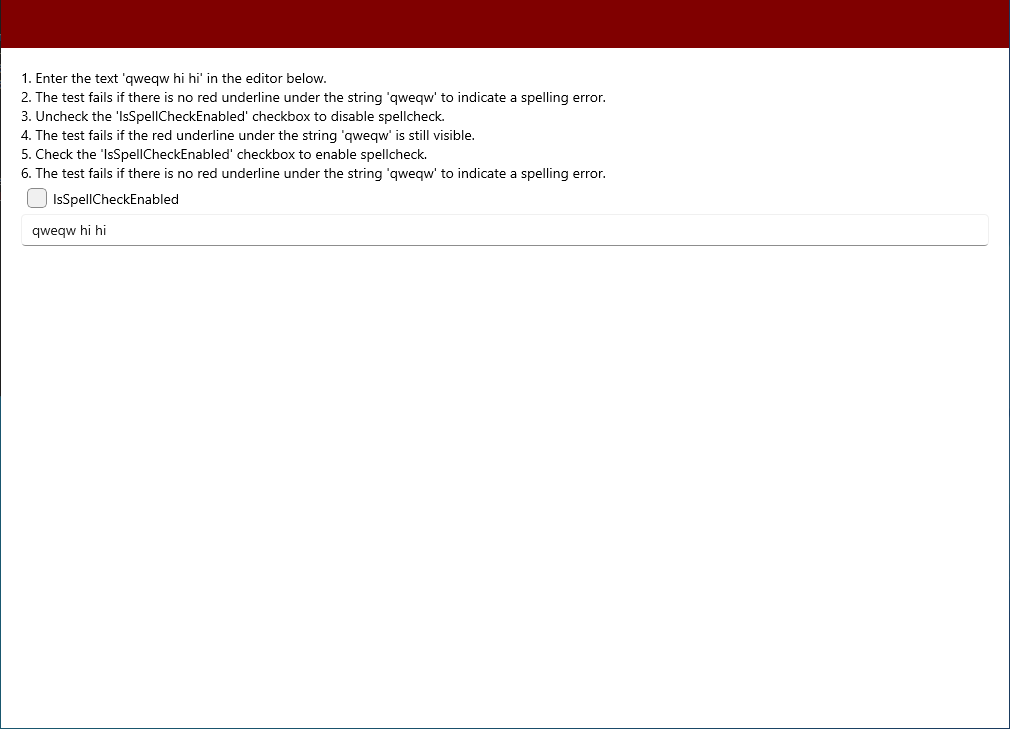 1. Enter the text 'qweqw hi hi' in the editor below.
2. The test fails if there is no red underline under the string 'qweqw' to indicate a spelling error.
3. Uncheck the 'IsSpellCheckEnabled' checkbox to disable spellcheck.
4. The test fails if the red underline under the string 'qweqw' is still visible.
5. Check the 'IsSpellCheckEnabled' checkbox to enable spellcheck.
6. The test fails if there is no red underline under the string 'qweqw' to indicate a spelling error.
IsSpellCheckEnabled
qweqw hi hi